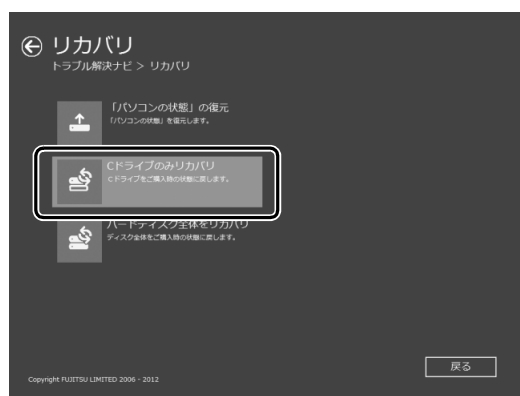 リカバリ
トラブル解決ナビ > リカバリ
「パソコンの状態」の復元
「パソコンの状態」を復元します。
Cドライブのみリカバリ
Cドライブをご購入時の状態に戻します。
ハードディスク全体をリカバリ
ディスク全体をご購入時の状態に戻します。
戻る
Copyright FUJITSU LIMITED 2006 - 2012